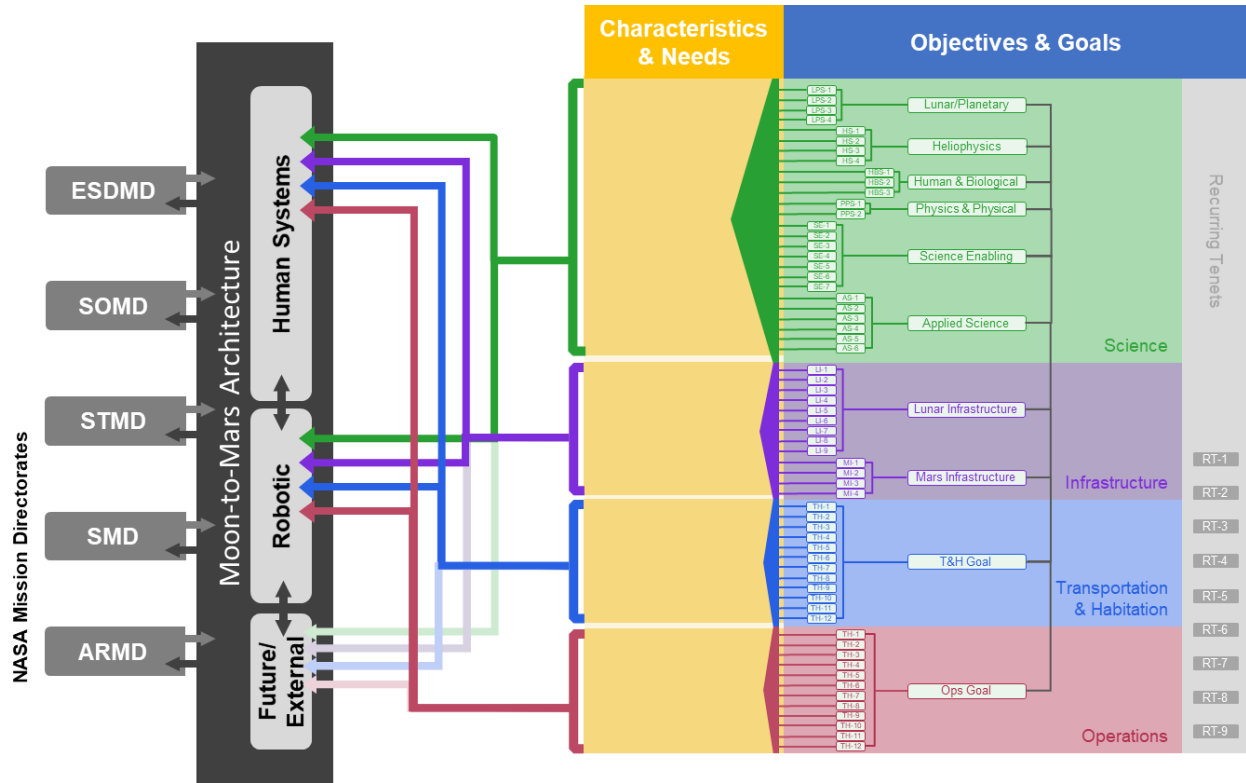 Characteristics
& Needs
Objectives & Goals
NASA Mission Directorates
ESDMD
SOMD
STMD
SMD
ARMD
Moon-to-Mars Architecture
Human Systems
Robotic
Future/
External
LPS-1
LPS-2
LPS-3
LPS-4
Lunar/Planetary
HS-1
HS-2
HS-3
HS-4
Heliophysics
HBS-1
HBS-2
HBS-3
Human & Biological
PPS-1
PPS-2
Physics & Physical
SE-1
SE-2
SE-3
SE-4
SE-5
SE-6
SE-7
Science Enabling
AS-1
AS-2
AS-3
AS-4
AS-5
AS-6
Applied Science
Science
LI-1
LI-2
LI-3
LI-4
LI-5
LI-6
LI-7
LI-8
LI-9
Lunar Infrastructure
MI-1
MI-2
MI-3
MI-4
Mars Infrastructure
Infrastructure
TH-1
TH-2
TH-3
TH-4
TH-5
TH-6
TH-7
TH-8
TH-9
TH-10
TH-11
TH-12
T&H Goal
Transportation
& Habitation
TH-1
TH-2
TH-3
TH-4
TH-5
TH-6
TH-7
TH-8
TH-9
TH-10
TH-11
TH-12
Ops Goal
Operations
Recurring Tenets
RT-1
RT-2
RT-3
RT-4
RT-5
RT-6
RT-7
RT-8
RT-9